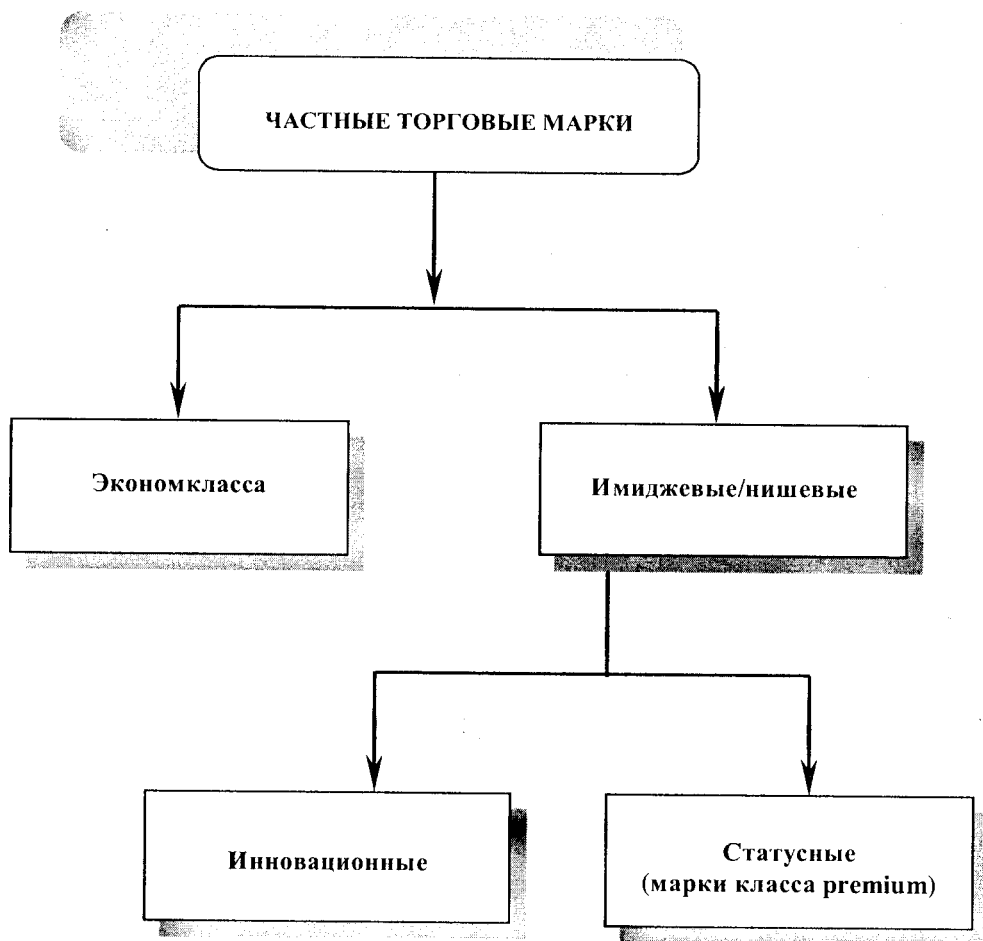 ЧАСТНЫЕ ТОРГОВЫЕ МАРКИ
Экономкласса
Имиджевые/нишевые
Инновационные
Статусные
(марки класса premium)